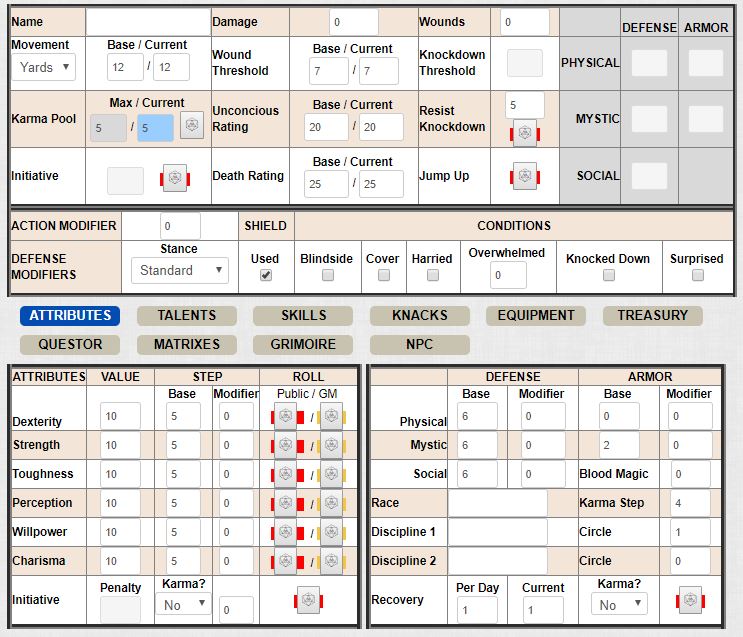 Name Damage 0 Wounds 0 DEFENSE ARMOR
Movement Base / Current Wound Threshold Base / Current Knockdown Threshold PHYSICAL
Yards 12 / 12 7 / 7
Karma Pool Max / Current Unconcious Rating Base / Current Resist Knockdown 5 MYSTIC
5 / 5 20 / 20
Initiative Death Rating Base / Current Jump Up SOCIAL
25 / 25
ACTION MODIFIER 0 SHIELD CONDITIONS
DEFENSE MODIFIERS Stance Used Blindside Cover Harried Overwhelmed Knocked Down Surprised
Standard 0
ATTRIBUTES TALENTS SKILLS KNACKS EQUIPMENT TREASURY
QUESTOR MATRIXES GRIMOIRE NPC
ATTRIBUTES VALUE STEP ROLL
Base Modifier Public / GM
Dexterity 10 5 0 /
Strength 10 5 0 /
Toughness 10 5 0 /
Perception 10 5 0 /
Willpower 10 5 0 /
Charisma 10 5 0 /
Initiative Penalty Karma?
No 0
DEFENSE ARMOR
Base Modifier Base Modifier
Physical 6 0 0 0
Mystic 6 0 2 0
Social 6 0 Blood Magic 0
Race Karma Step 4
Discipline 1 Circle 1
Discipline 2 Circle 0
Recovery Per Day Current Karma?
1 1 No